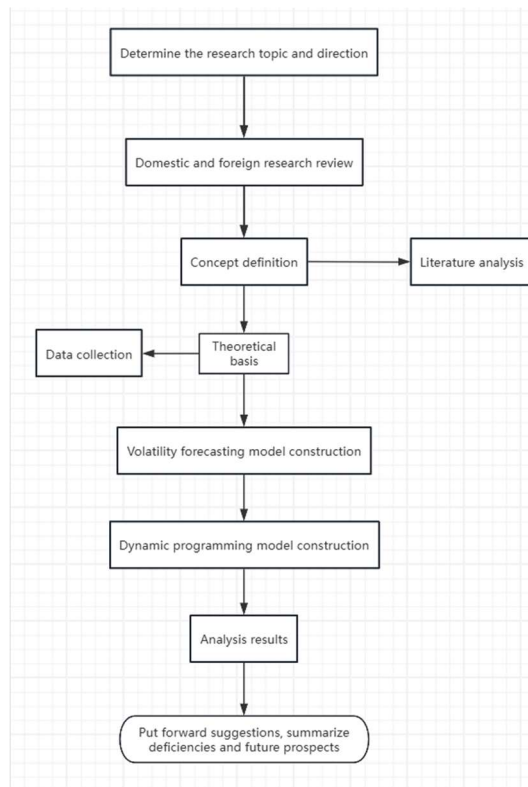 Determine the research topic and direction
Domestic and foreign research review
Concept definition
Literature analysis
Data collection
Theoretical
basis
Volatility forecasting model construction
Dynamic programming model construction
Analysis results
Put forward suggestions, summarize
deficiencies and future prospects